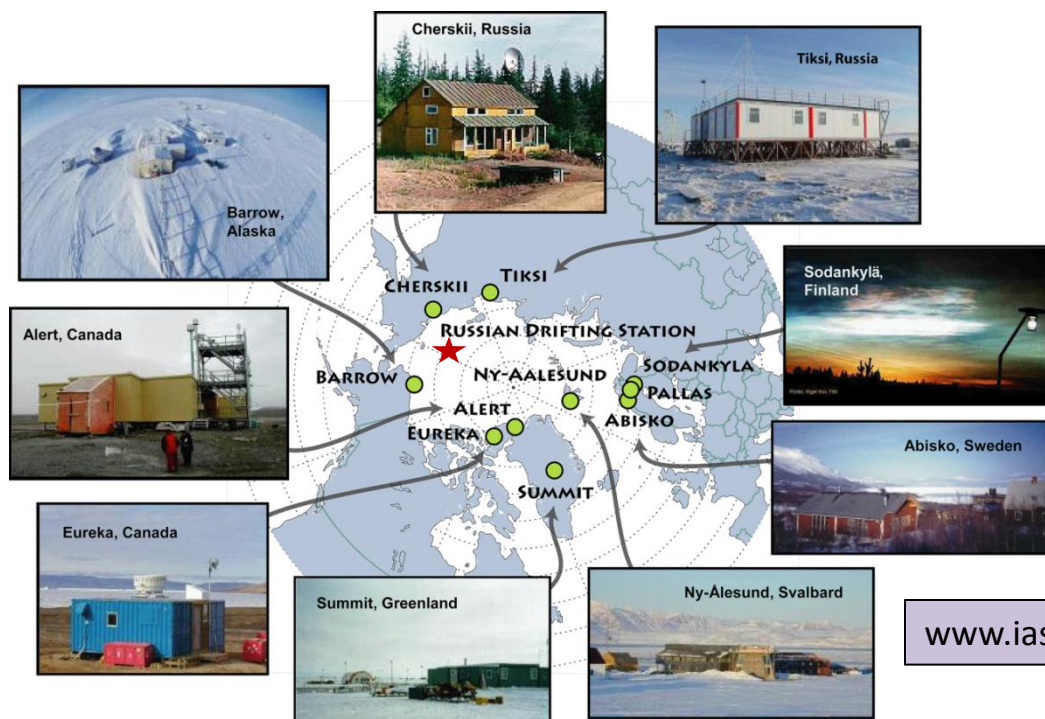 Cherskii, Russia
Tiksi, Russia
Barrow,
Alaska
Sodankylä,
Finland
TIKSI
CHERSKII
RUSSIAN DRIFTING STATION
Alert, Canada
SODANKYLA
BARROW
NY-AALESUND
PALLAS
ALERT
ABISKO
EUREKA
Abisko, Sweden
SUMMIT
Eureka, Canada
Summit, Greenland
Ny-Ålesund, Svalbard
www.ias